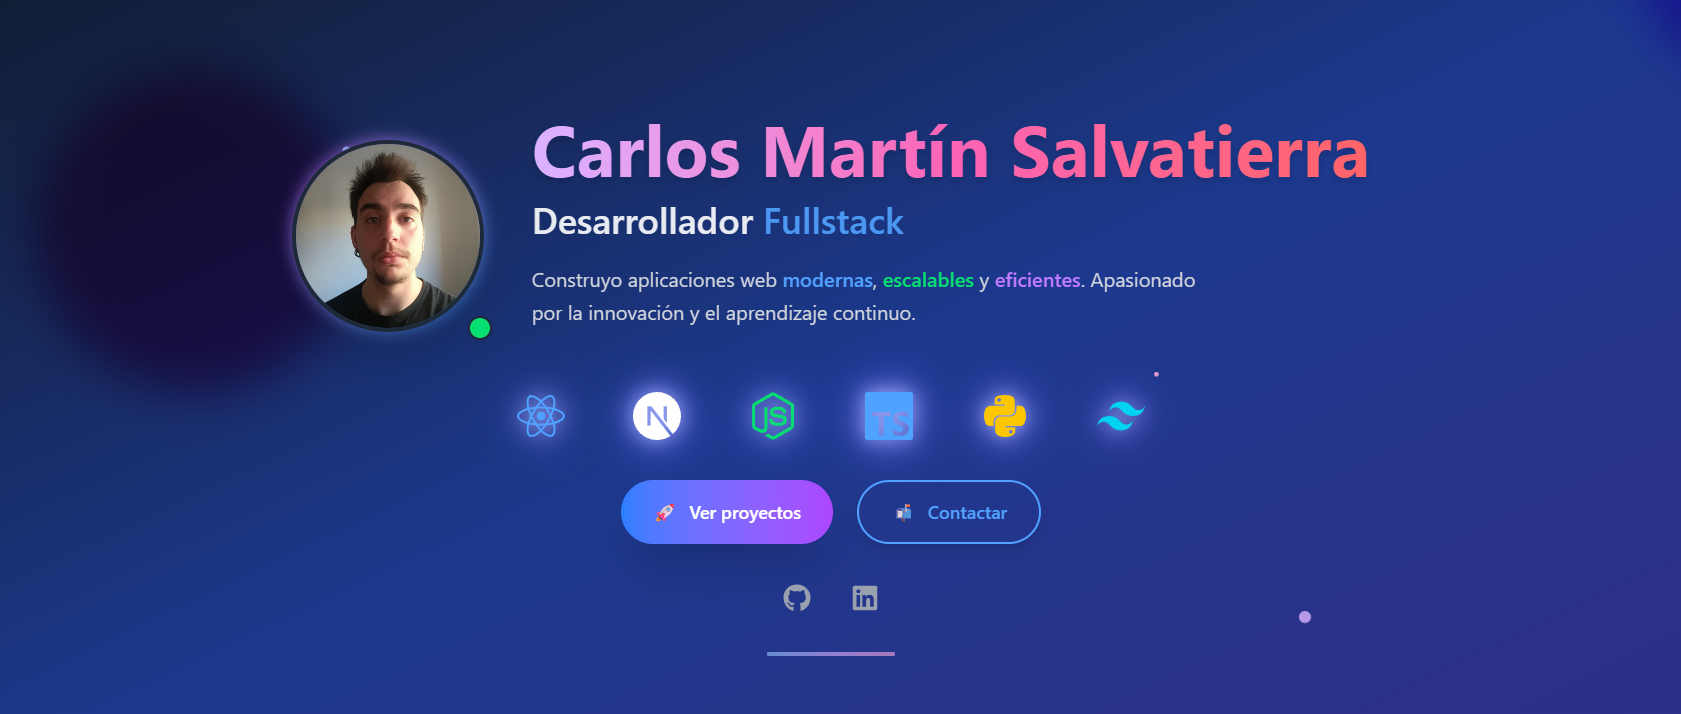 Carlos Martín Salvatierra
Desarrollador Fullstack
Construyo aplicaciones web modernas, escalables y eficientes. Apasionado
por la innovación y el aprendizaje continuo.
N JS TS
🚀 Ver proyectos 📬 Contactar
in